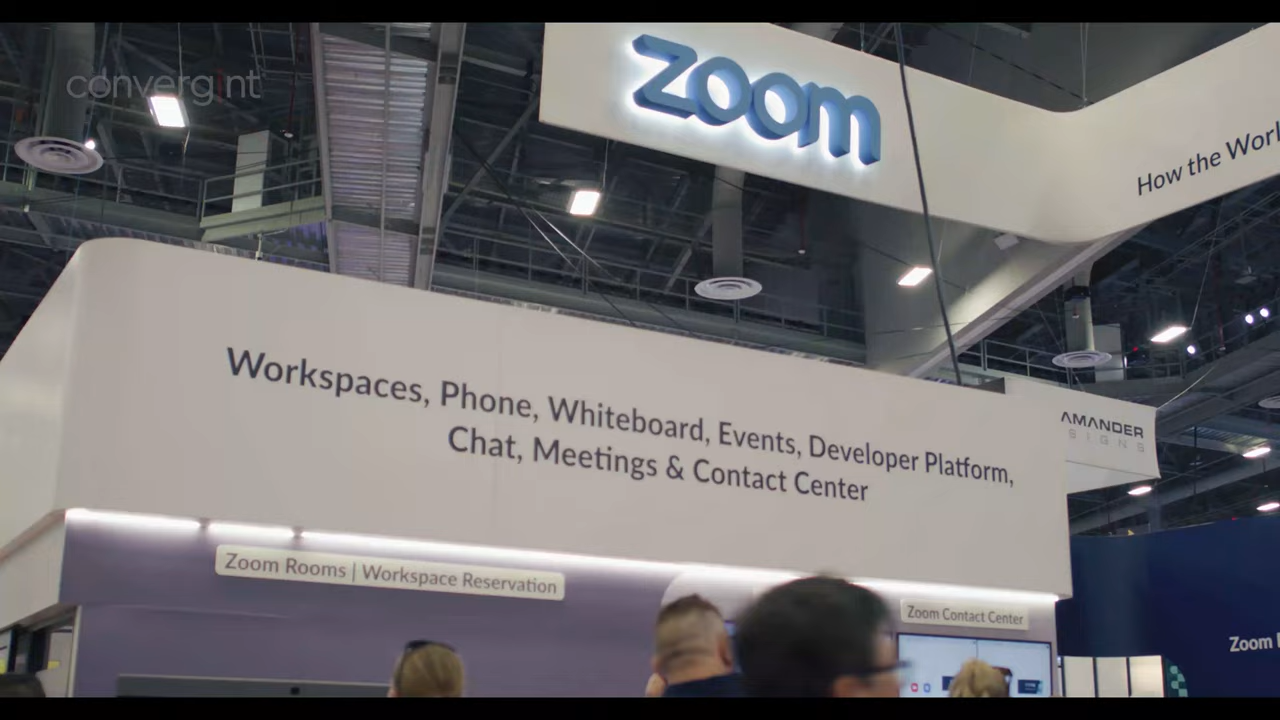 zoom
convergint
How the Worl
Workspaces, Phone, Whiteboard, Events, Developer Platform,
Chat, Meetings & Contact Center
AMANDER
SIGNS
Zoom Rooms | Workspace Reservation
Zoom Contact Center
Zoom